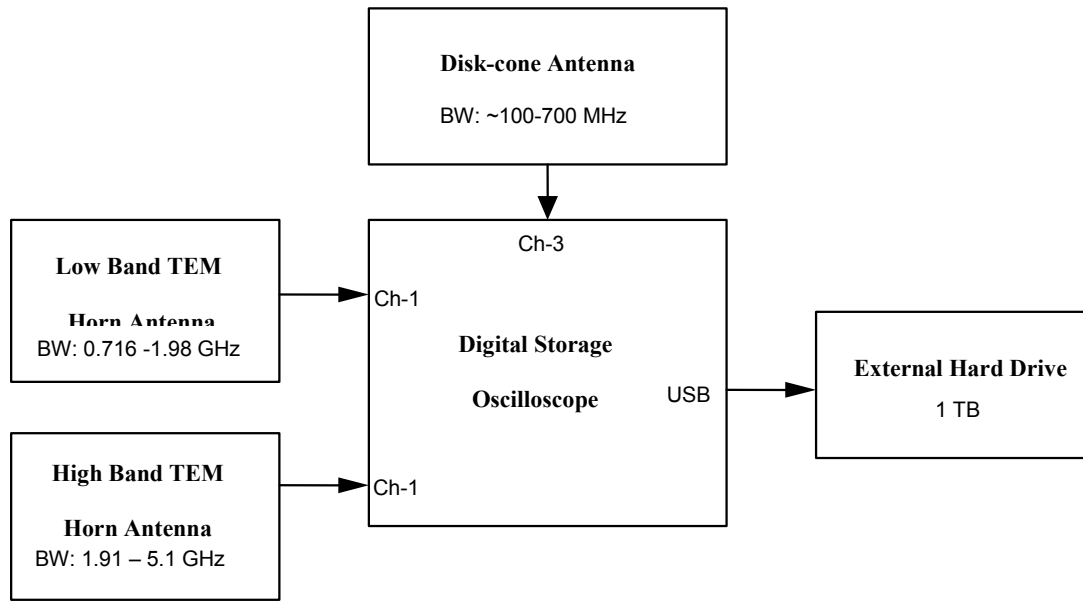 Disk-cone Antenna
BW: ~100-700 MHz
Ch-3
Low Band TEM
Horn Antenna
BW: 0.716 -1.98 GHz
Ch-1
Digital Storage
Oscilloscope
USB
External Hard Drive
1 TB
High Band TEM
Horn Antenna
BW: 1.91 – 5.1 GHz
Ch-1